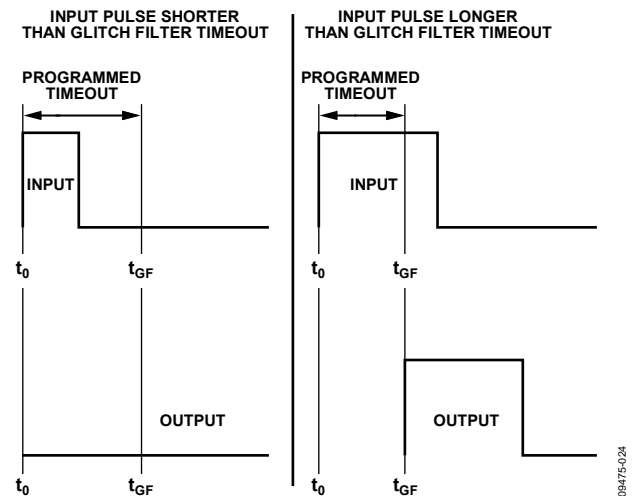 INPUT PULSE SHORTER
THAN GLITCH FILTER TIMEOUT
INPUT PULSE LONGER
THAN GLITCH FILTER TIMEOUT
PROGRAMMED
TIMEOUT
PROGRAMMED
TIMEOUT
INPUT
INPUT
t0
tGF
t0
tGF
OUTPUT
OUTPUT
t0
tGF
t0
tGF
09475-024